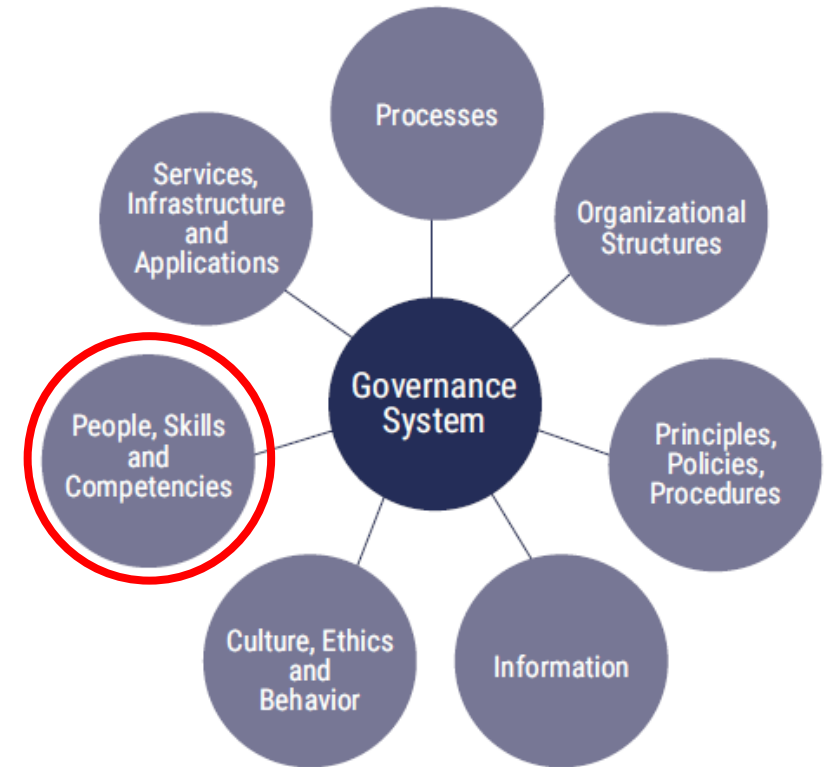 Processes
Services,
Infrastructure
and
Applications
Organizational
Structures
Governance
System
People, Skills
and
Competencies
Principles,
Policies,
Procedures
Culture, Ethics
and
Behavior
Information